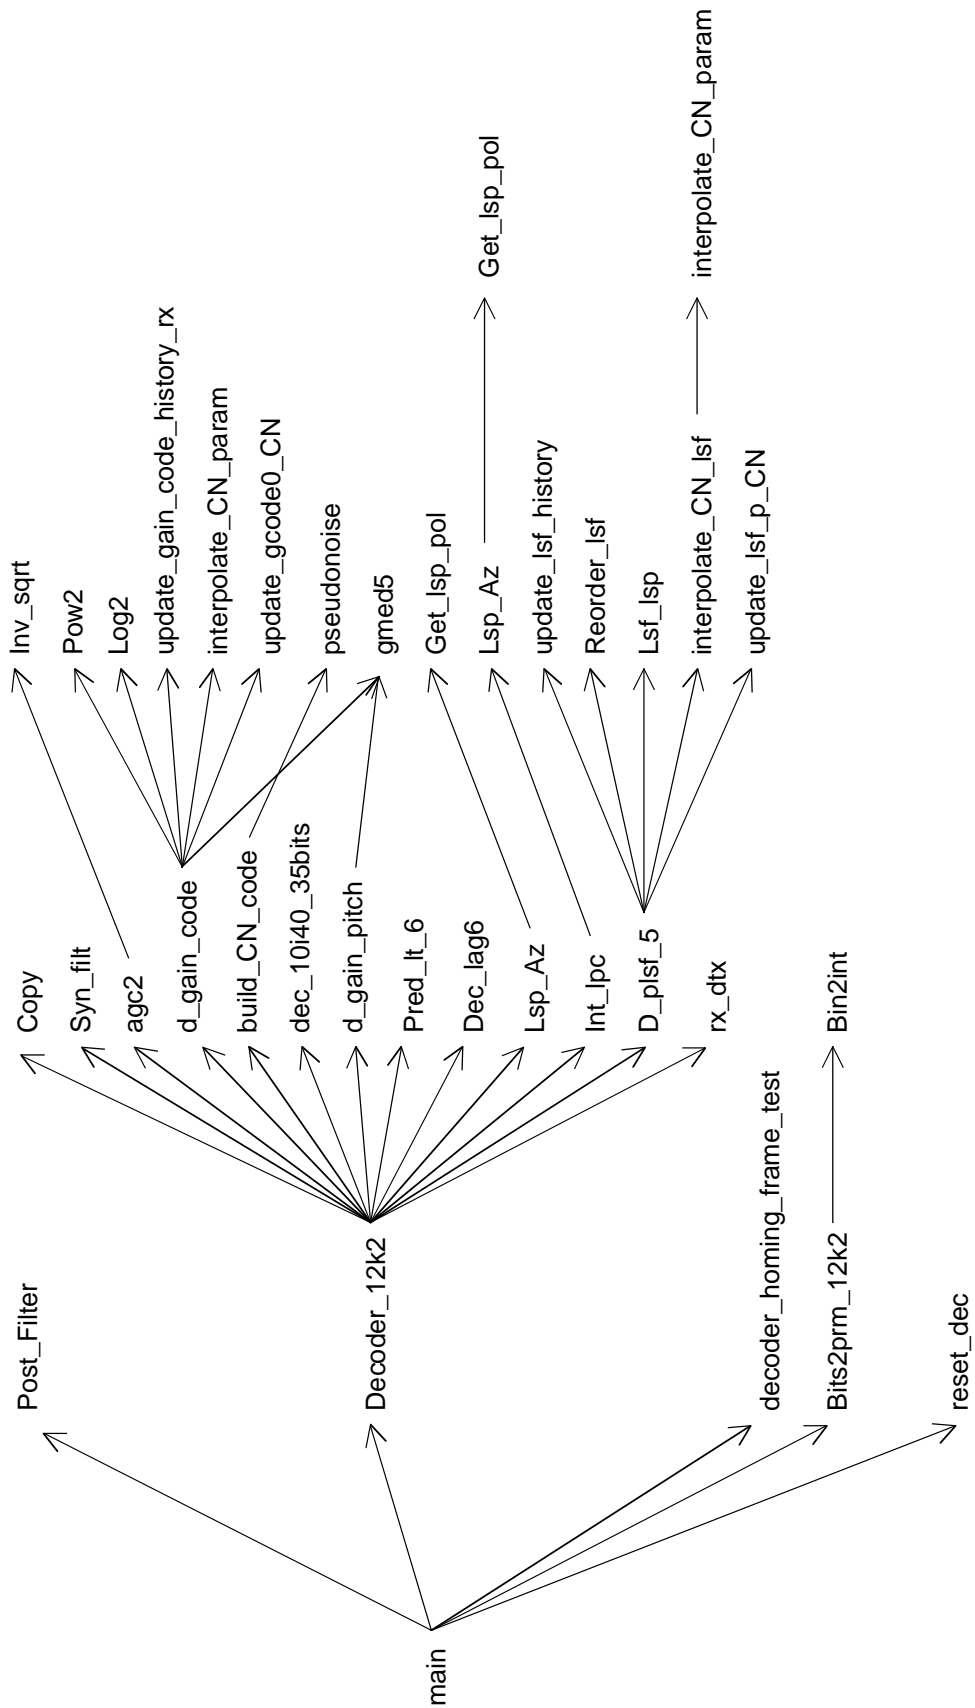 main
Post_Filter
Decoder_12k2
decoder_homing_frame_test
Bits2prm_12k2
reset_dec
Copy
Syn_filt
agc2
d_gain_code
build_CN_code
dec_10i40_35bits
d_gain_pitch
Pred_lt_6
Dec_lag6
Lsp_Az
Int_lpc
D_plsf_5
rx_dtx
Bin2int
Inv_sqrt
Pow2
Log2
update_gain_code_history_rx
interpolate_CN_param
update_gcode0_CN
pseudonoise
gmed5
Get_lsp_pol
Lsp_Az
update_lsf_history
Reorder_lsf
Lsf_lsp
interpolate_CN_lsf
update_lsf_p_CN
Get_lsp_pol
interpolate_CN_param